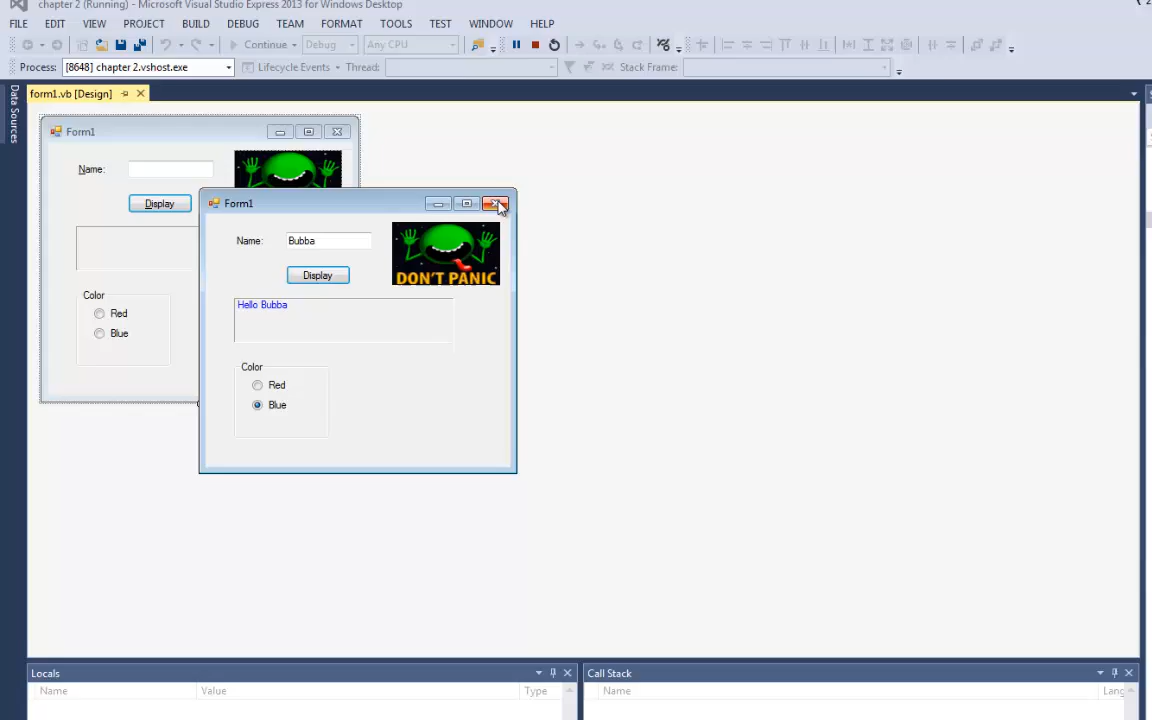 chapter 2 (Running) - Microsoft Visual Studio Express 2013 for Windows Desktop
FILE EDIT VIEW PROJECT BUILD DEBUG TEAM FORMAT TOOLS TEST WINDOW HELP
Continue Debug Any CPU
Process: [8648] chapter 2.vshost.exe Lifecycle Events Thread: Stack Frame:
Data Sources
form1.vb [Design]
Form1
Name:
Display
Color
Red
Blue
Form1
Name: Bubba
Display
DON'T PANIC
Hello Bubba
Color
Red
Blue
Locals
Name Value Type
Call Stack
Name Lang